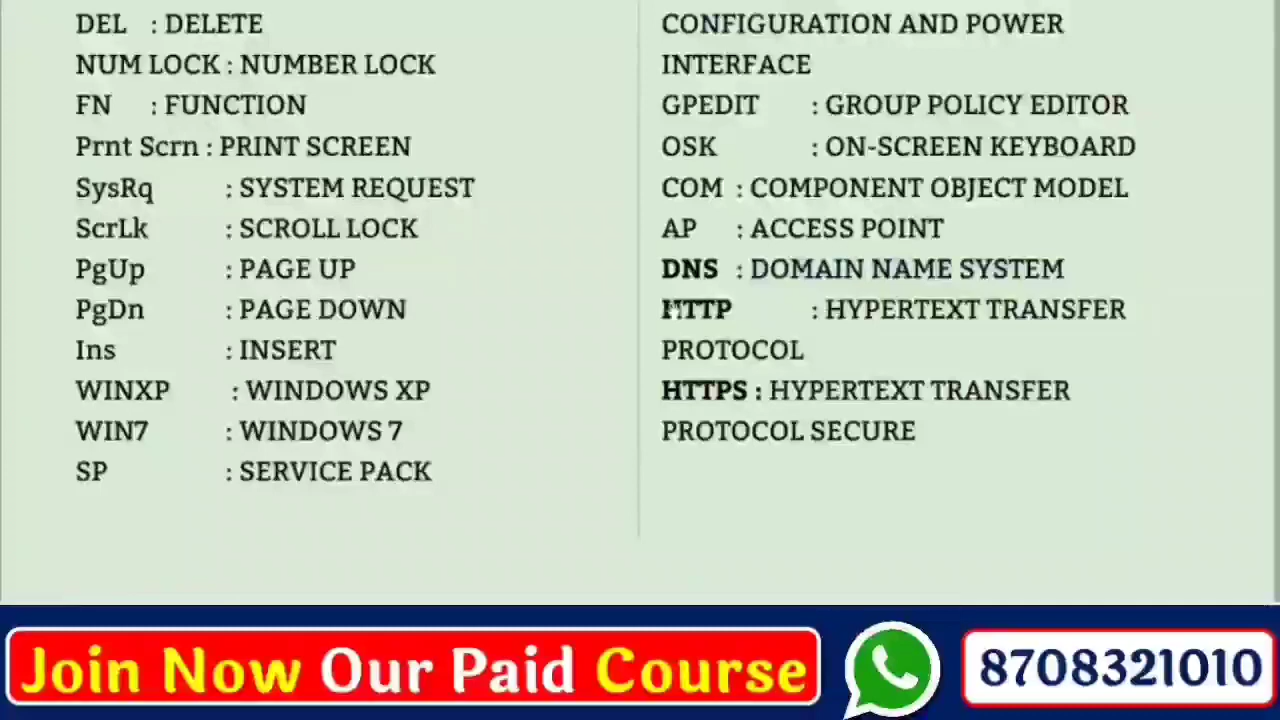 DEL : DELETE
NUM LOCK : NUMBER LOCK
FN : FUNCTION
Prnt Scrn : PRINT SCREEN
SysRq : SYSTEM REQUEST
ScrLk : SCROLL LOCK
PgUp : PAGE UP
PgDn : PAGE DOWN
Ins : INSERT
WINXP : WINDOWS XP
WIN7 : WINDOWS 7
SP : SERVICE PACK
CONFIGURATION AND POWER
INTERFACE
GPEDIT : GROUP POLICY EDITOR
OSK : ON-SCREEN KEYBOARD
COM : COMPONENT OBJECT MODEL
AP : ACCESS POINT
DNS : DOMAIN NAME SYSTEM
HTTP : HYPERTEXT TRANSFER
PROTOCOL
HTTPS : HYPERTEXT TRANSFER
PROTOCOL SECURE
Join Now Our Paid Course
8708321010